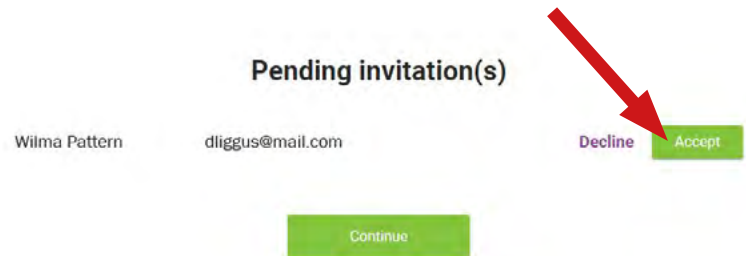 Pending invitation(s)
Wilma Pattern dliggus@mail.com Decline Accept
Continue